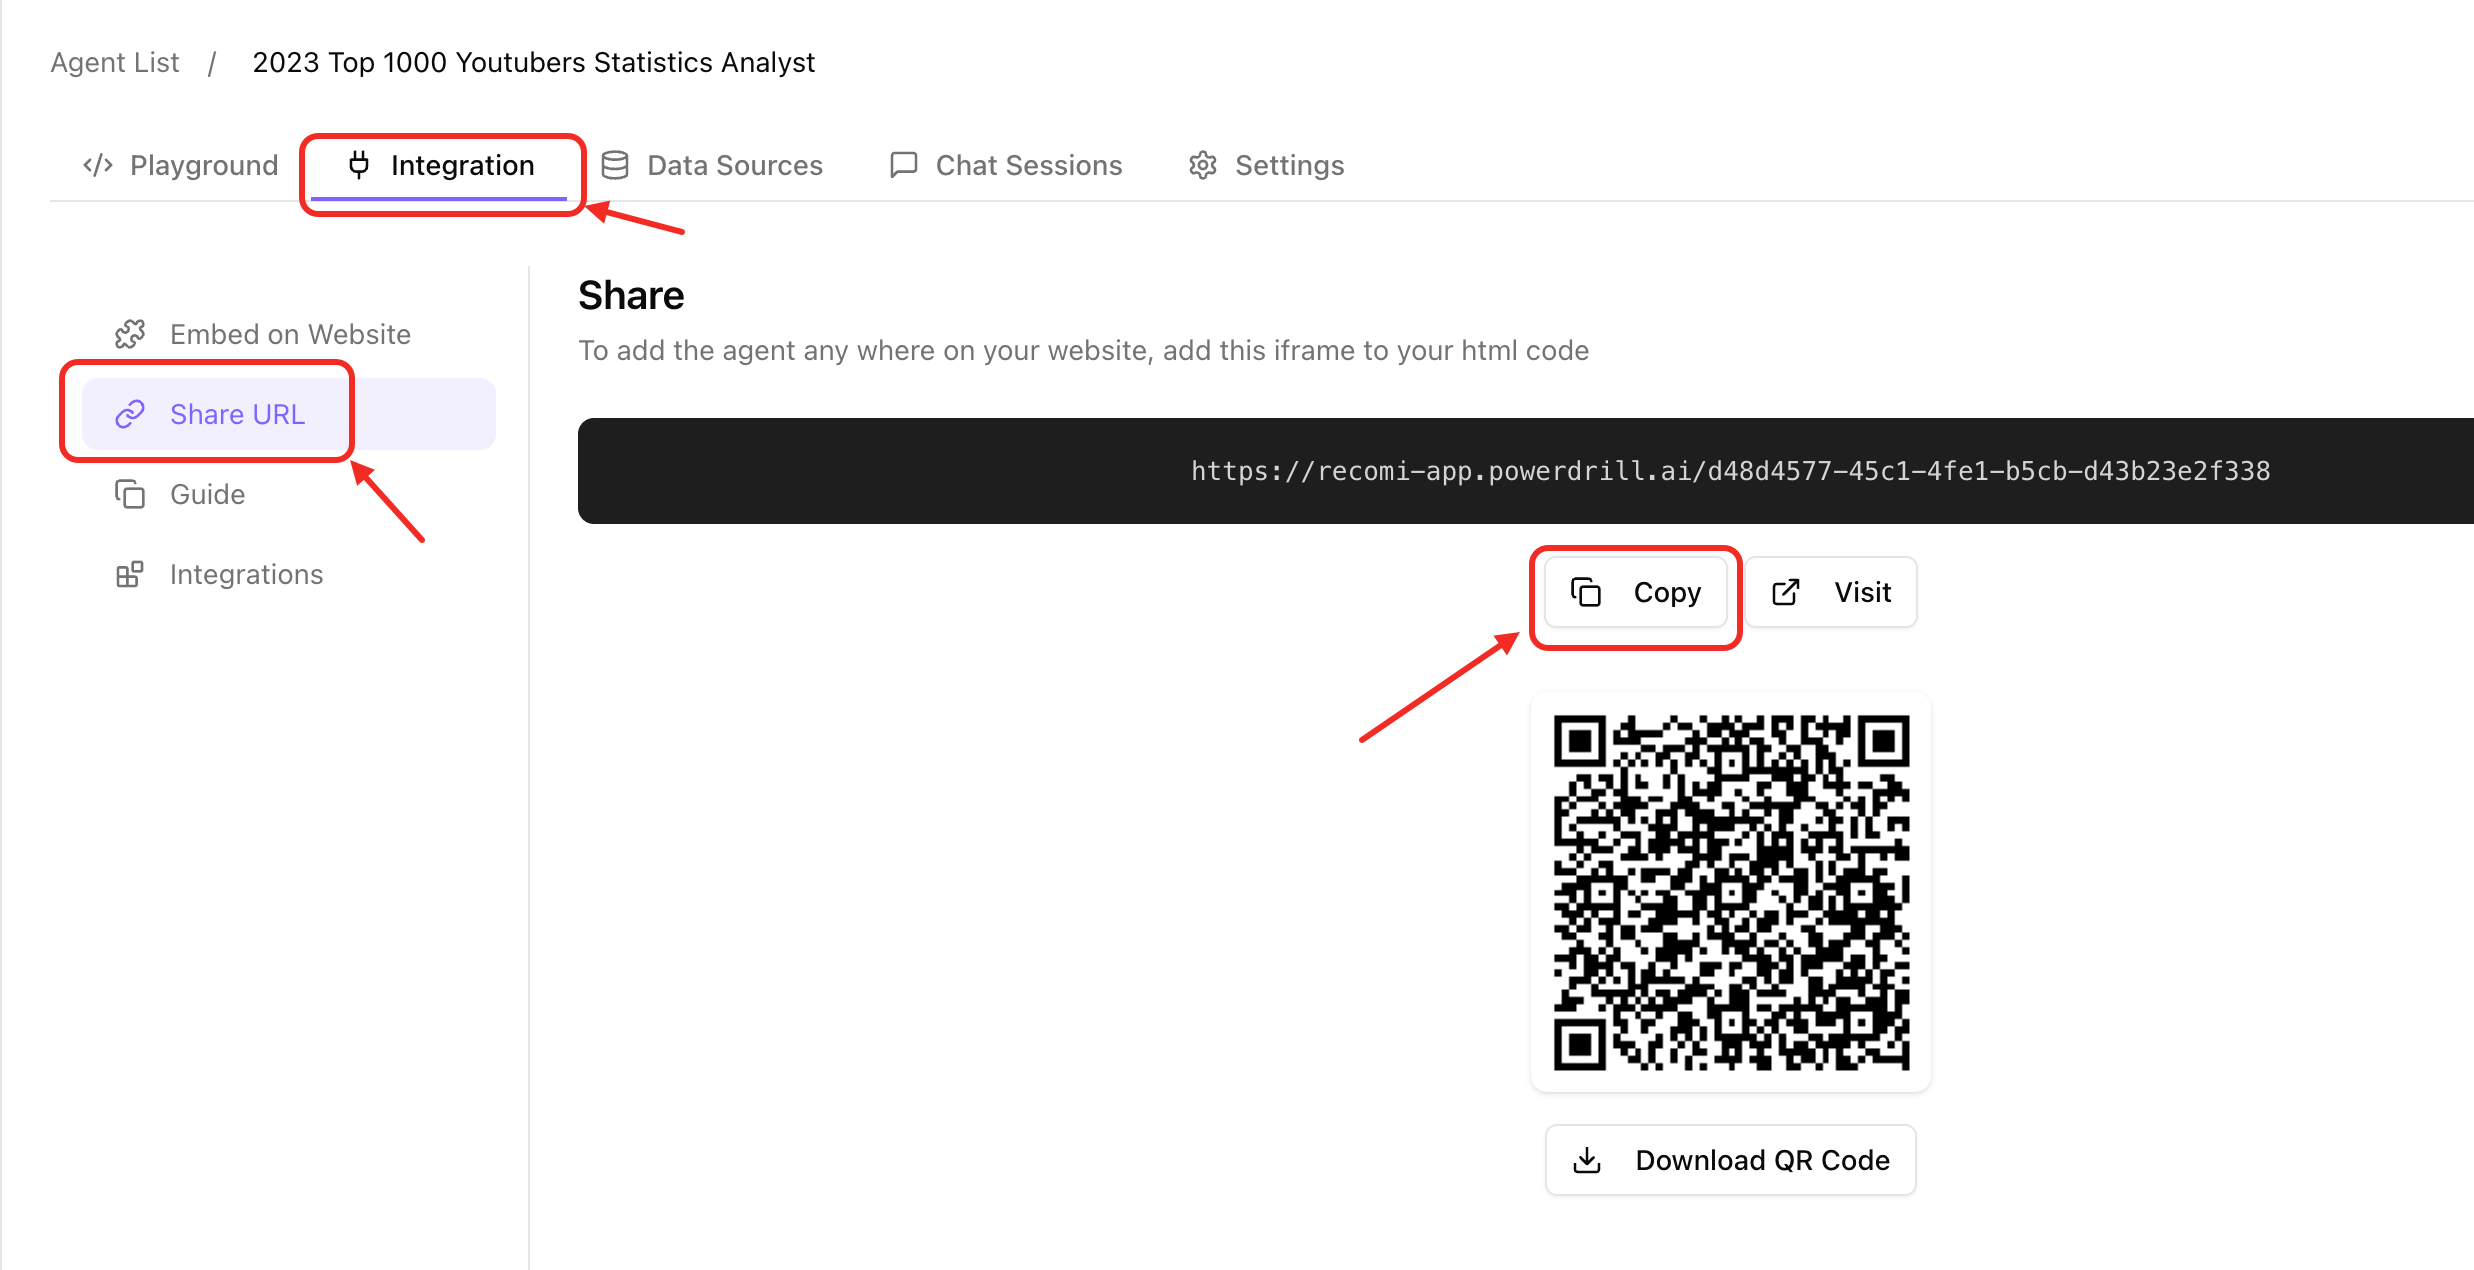 Agent List / 2023 Top 1000 Youtubers Statistics Analyst
Playground Integration Data Sources Chat Sessions Settings
Embed on Website
Share URL
Guide
Integrations
Share
To add the agent any where on your website, add this iframe to your html code
https://recomi-app.powerdrill.ai/d48d4577-45c1-4fe1-b5cb-d43b23e2f338
Copy Visit
Download QR Code